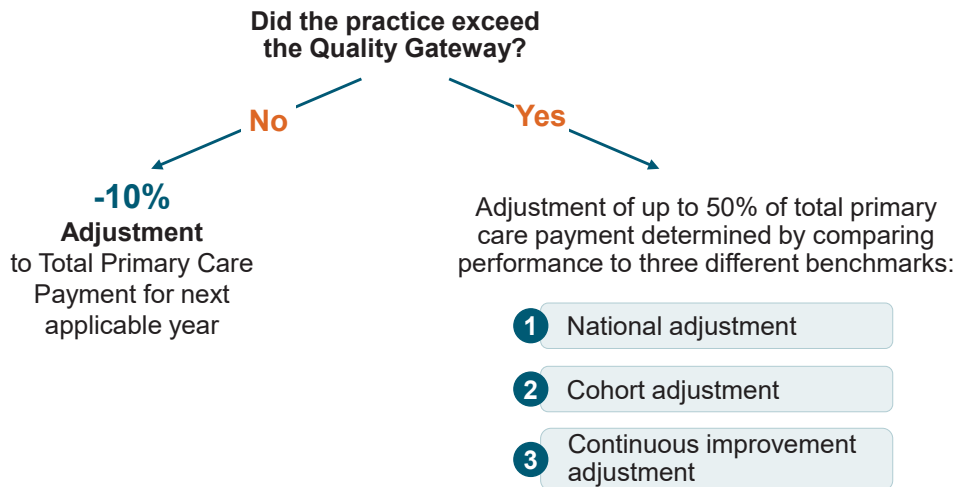 Did the practice exceed
the Quality Gateway?
No
Yes
-10%
Adjustment
to Total Primary Care
Payment for next
applicable year
Adjustment of up to 50% of total primary
care payment determined by comparing
performance to three different benchmarks:
1 National adjustment
2 Cohort adjustment
3 Continuous improvement
adjustment